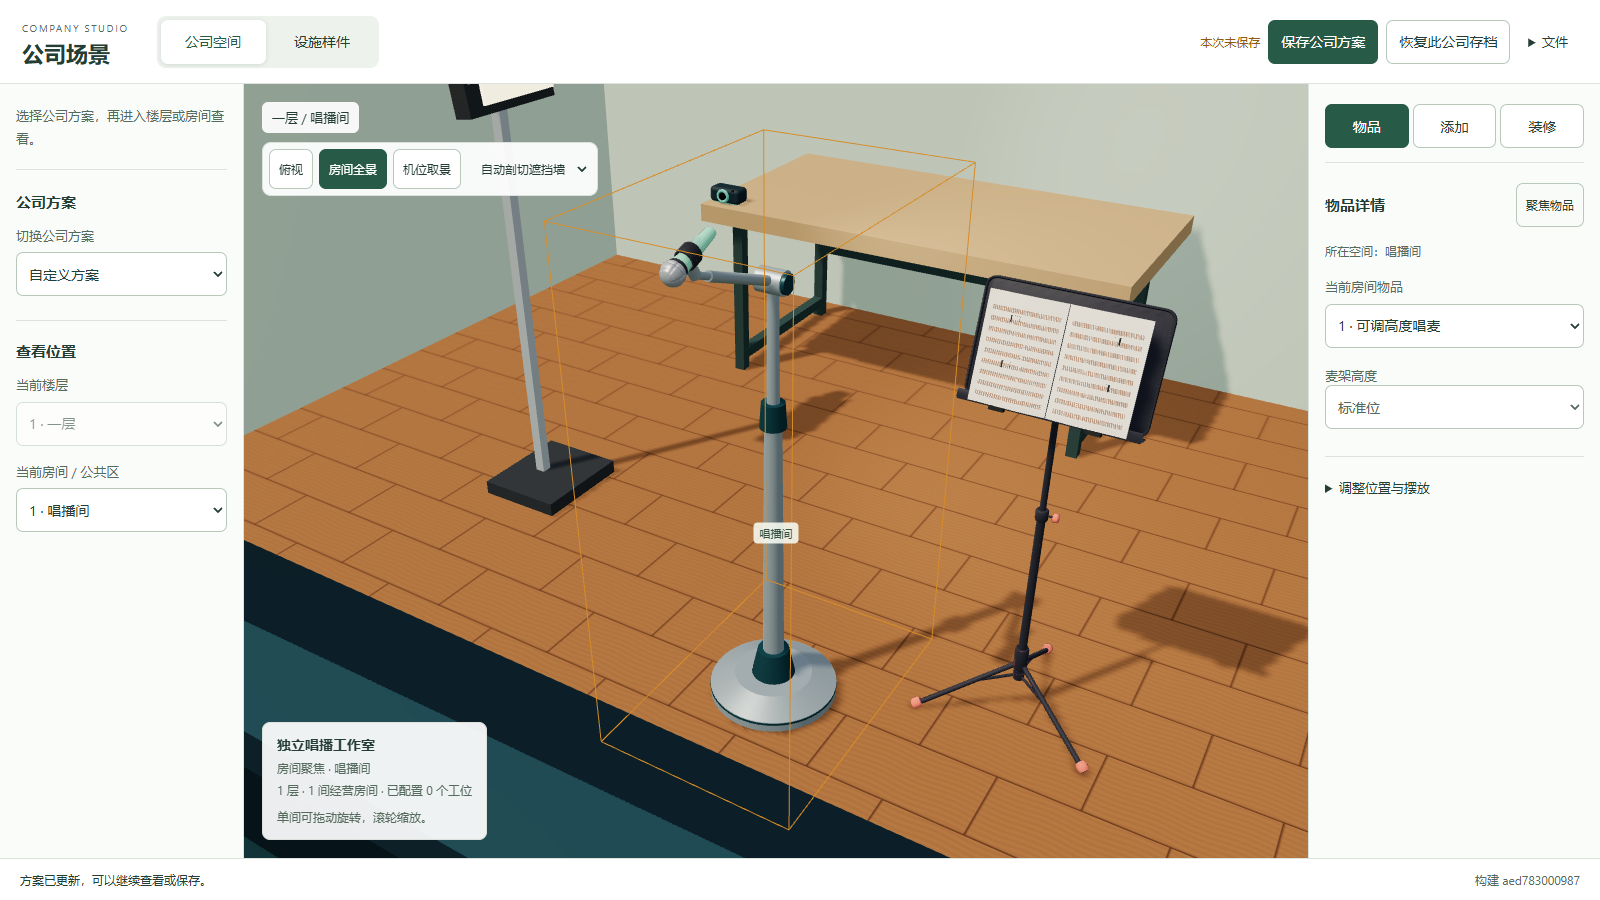 COMPANY STUDIO
公司场景
公司空间
设施样件
本次未保存
保存公司方案
恢复此公司存档
▶ 文件
选择公司方案，再进入楼层或房间查
看。
公司方案
切换公司方案
自定义方案
查看位置
当前楼层
1 · 一层
当前房间 / 公共区
1 · 唱播间
一层 / 唱播间
俯视
房间全景
机位取景
自动剖切遮挡墙
唱播间
独立唱播工作室
房间聚焦 · 唱播间
1 层 · 1 间经营房间 · 已配置 0 个工位
单间可拖动旋转，滚轮缩放。
物品
添加
装修
物品详情
聚焦物品
所在空间：唱播间
当前房间物品
1 · 可调高度唱麦
麦架高度
标准位
▶ 调整位置与摆放
方案已更新，可以继续查看或保存。
构建 aed783000987